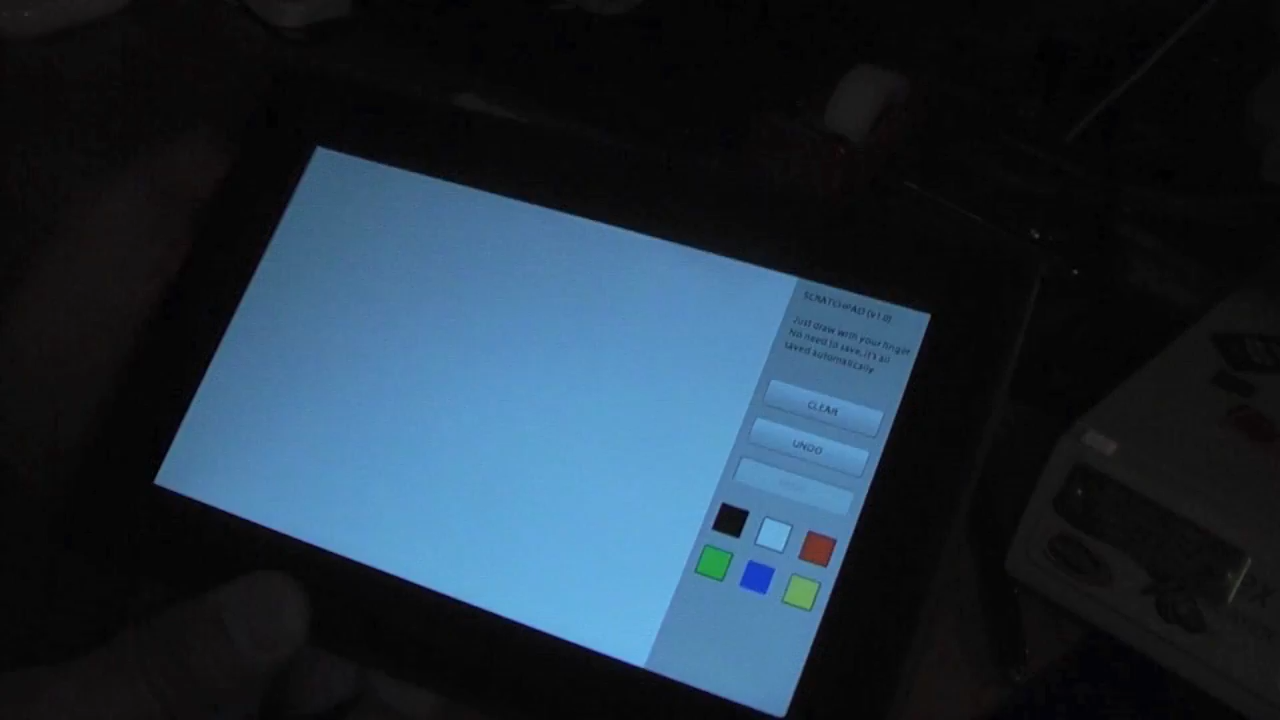 SCRATCHPAD (v1.0)
Just draw with your finger
No need to save, it's all
saved automatically
CLEAR
UNDO